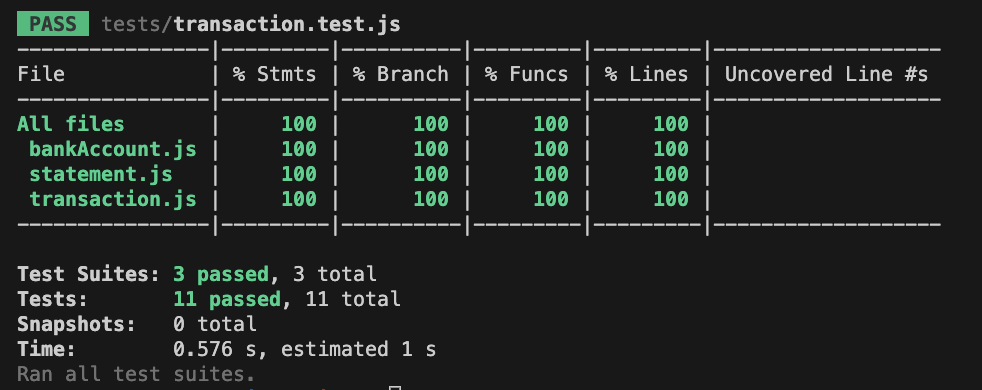 PASS tests/transaction.test.js
----------------|---------|----------|---------|---------|-------------------
File            | % Stmts | % Branch | % Funcs | % Lines | Uncovered Line #s
----------------|---------|----------|---------|---------|-------------------
All files       |     100 |      100 |     100 |     100 |
 bankAccount.js |     100 |      100 |     100 |     100 |
 statement.js   |     100 |      100 |     100 |     100 |
 transaction.js |     100 |      100 |     100 |     100 |
----------------|---------|----------|---------|---------|-------------------
Test Suites: 3 passed, 3 total
Tests:       11 passed, 11 total
Snapshots:   0 total
Time:        0.576 s, estimated 1 s
Ran all test suites.